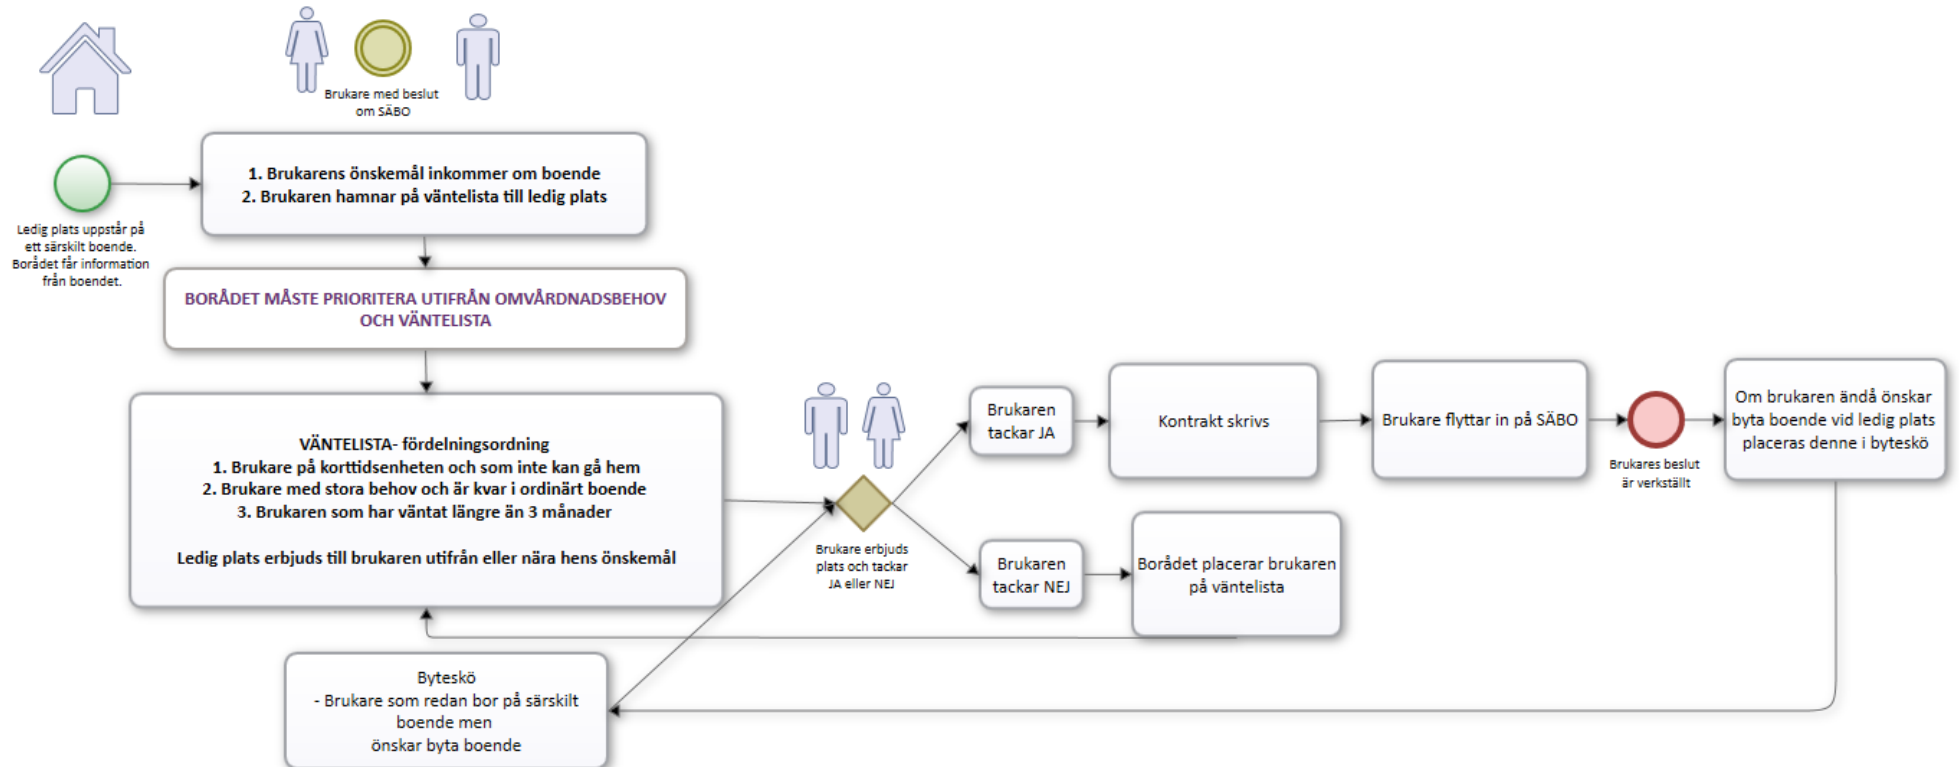 Brukare med beslut
om SÄBO
Ledig plats uppstår på
ett särskilt boende.
Borådet får information
från boendet.
1. Brukarens önskemål inkommer om boende
2. Brukaren hamnar på väntelista till ledig plats
BORÅDET MÅSTE PRIORITERA UTIFRÅN OMVÅRDNADSBEHOV
OCH VÄNTELISTA
VÄNTELISTA- fördelningsordning
1. Brukare på korttidsenheten och som inte kan gå hem
2. Brukare med stora behov och är kvar i ordinärt boende
3. Brukaren som har väntat längre än 3 månader
Ledig plats erbjuds till brukaren utifrån eller nära hens önskemål
Brukare erbjuds
plats och tackar
JA eller NEJ
Brukaren
tackar JA
Kontrakt skrivs
Brukare flyttar in på SÄBO
Brukares beslut
är verkställt
Om brukaren ändå önskar
byta boende vid ledig plats
placeras denne i byteskö
Brukaren
tackar NEJ
Borådet placerar brukaren
på väntelista
Byteskö
- Brukare som redan bor på särskilt
boende men
önskar byta boende